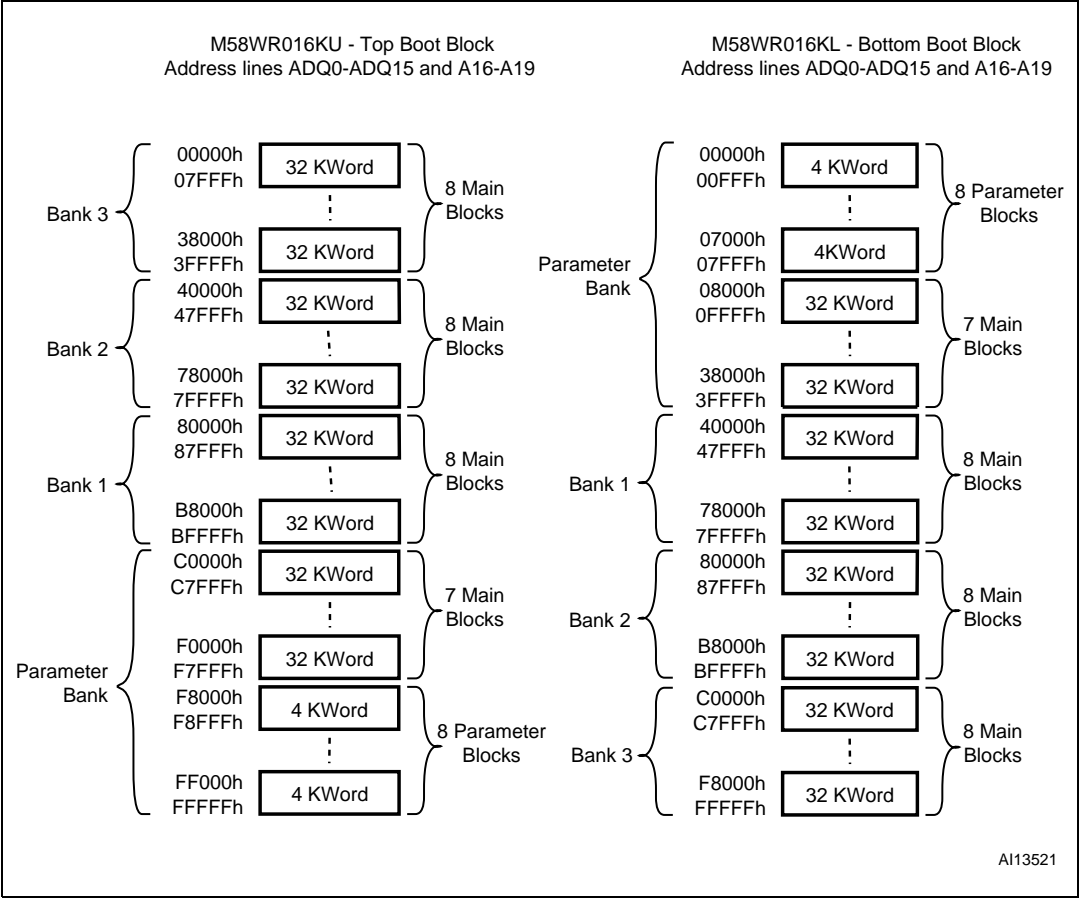 M58WR016KU - Top Boot Block
Address lines ADQ0-ADQ15 and A16-A19
00000h
07FFFh
32 KWord
8 Main
Blocks
Bank 3
38000h
3FFFFh
32 KWord
40000h
47FFFh
32 KWord
8 Main
Blocks
Bank 2
78000h
7FFFFh
32 KWord
80000h
87FFFh
32 KWord
8 Main
Blocks
Bank 1
B8000h
BFFFFh
32 KWord
C0000h
C7FFFh
32 KWord
7 Main
Blocks
F0000h
F7FFFh
32 KWord
Parameter
Bank
F8000h
F8FFFh
4 KWord
8 Parameter
Blocks
FF000h
FFFFFh
4 KWord
M58WR016KL - Bottom Boot Block
Address lines ADQ0-ADQ15 and A16-A19
00000h
00FFFh
4 KWord
8 Parameter
Blocks
07000h
07FFFh
4KWord
Parameter
Bank
08000h
0FFFFh
32 KWord
7 Main
Blocks
38000h
3FFFFh
32 KWord
40000h
47FFFh
32 KWord
8 Main
Blocks
Bank 1
78000h
7FFFFh
32 KWord
80000h
87FFFh
32 KWord
8 Main
Blocks
Bank 2
B8000h
BFFFFh
32 KWord
C0000h
C7FFFh
32 KWord
8 Main
Blocks
Bank 3
F8000h
FFFFFh
32 KWord
AI13521